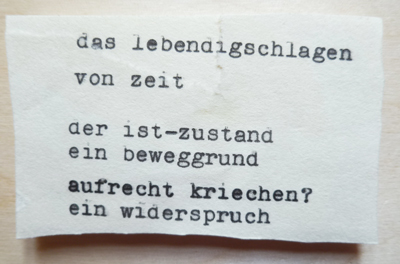 das lebendigschlagen
von zeit
der ist-zustand
ein beweggrund
aufrecht kriechen?
ein widerspruch